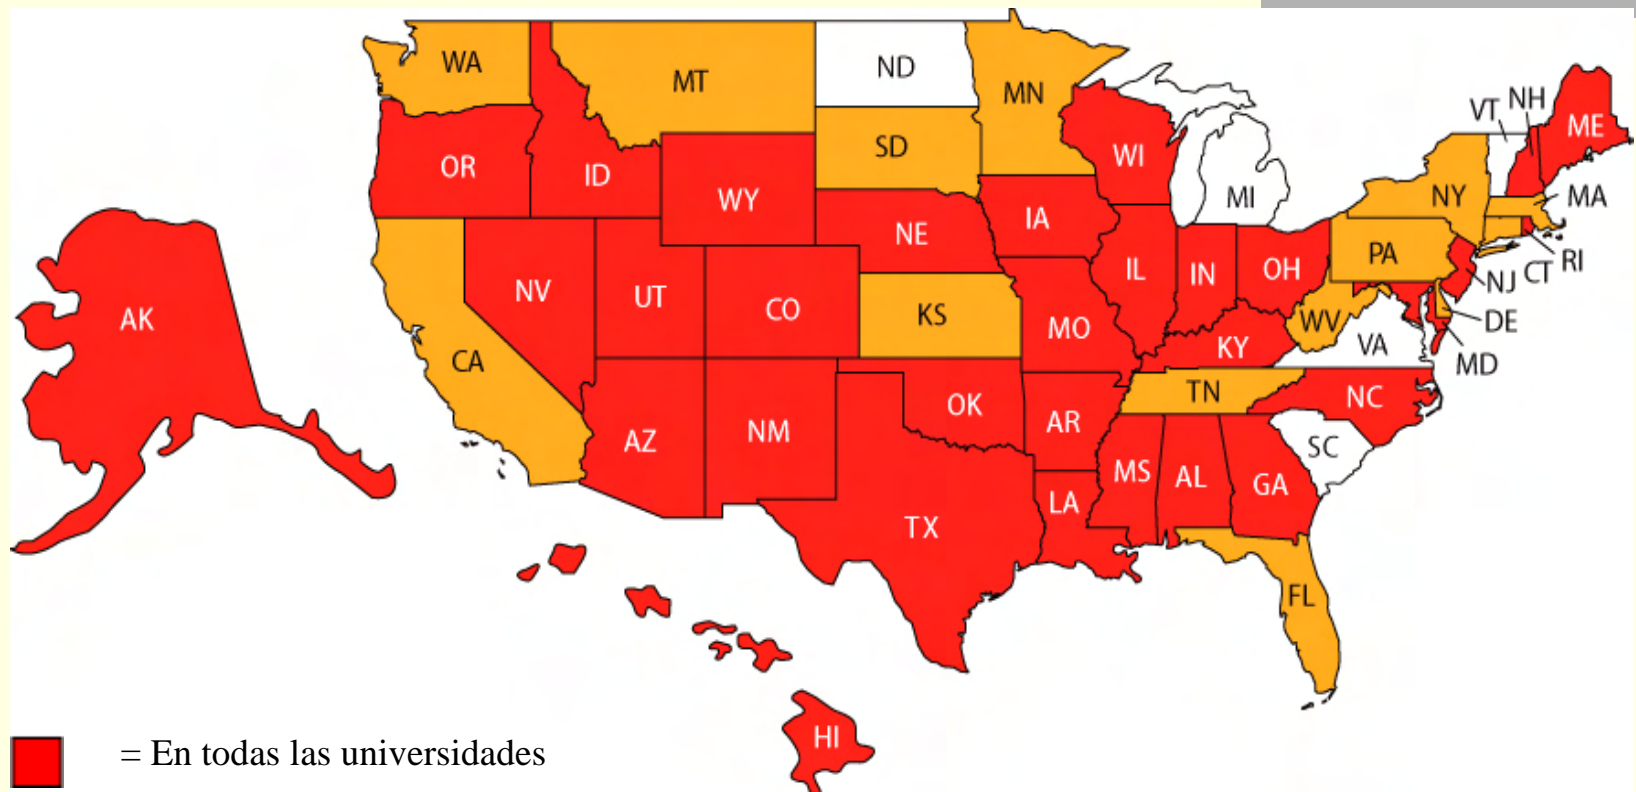 WA
MT
ND
MN
VT
NH
ME
OR
ID
SD
WI
WY
MI
NY
MA
IA
NE
PA
RI
CT
NJ
NV
UT
CO
IL
IN
OH
AK
KS
WV
DE
MO
KY
VA
MD
CA
TN
NC
OK
AR
AZ
NM
SC
MS
AL
GA
LA
TX
FL
HI
= En todas las universidades